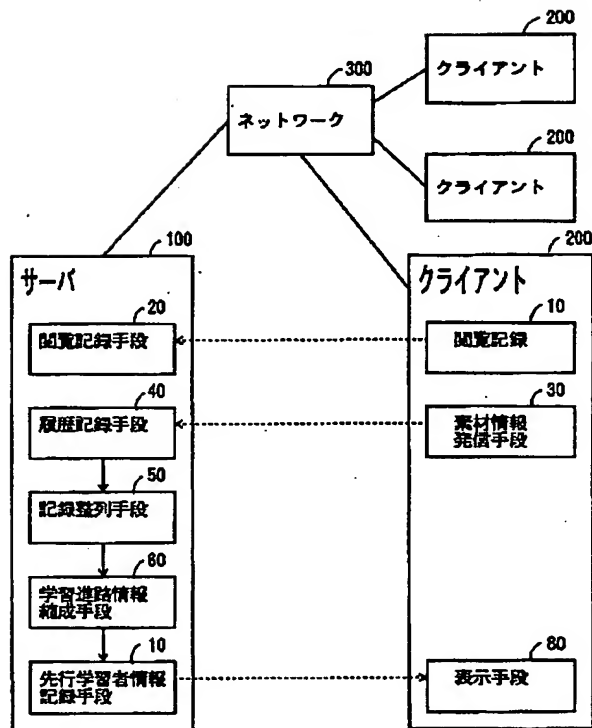 200
クライアント
300
ネットワーク
200
クライアント
100
サーバ
20
閲覧記録手段
40
履歴記録手段
50
記録整列手段
60
学習進路情報
編成手段
10
先行学習者情報
記録手段
200
クライアント
10
閲覧記録
30
素材情報
発信手段
80
表示手段